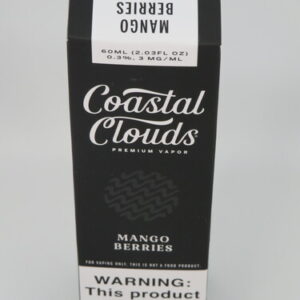 MANGO
BERRIES
60ML (2.03FL OZ)
0.3%, 3 MG/ML
Coastal
Clouds
PREMIUM VAPOR
MANGO
BERRIES
FOR VAPING ONLY. THIS IS NOT A FOOD PRODUCT.
WARNING:
This product